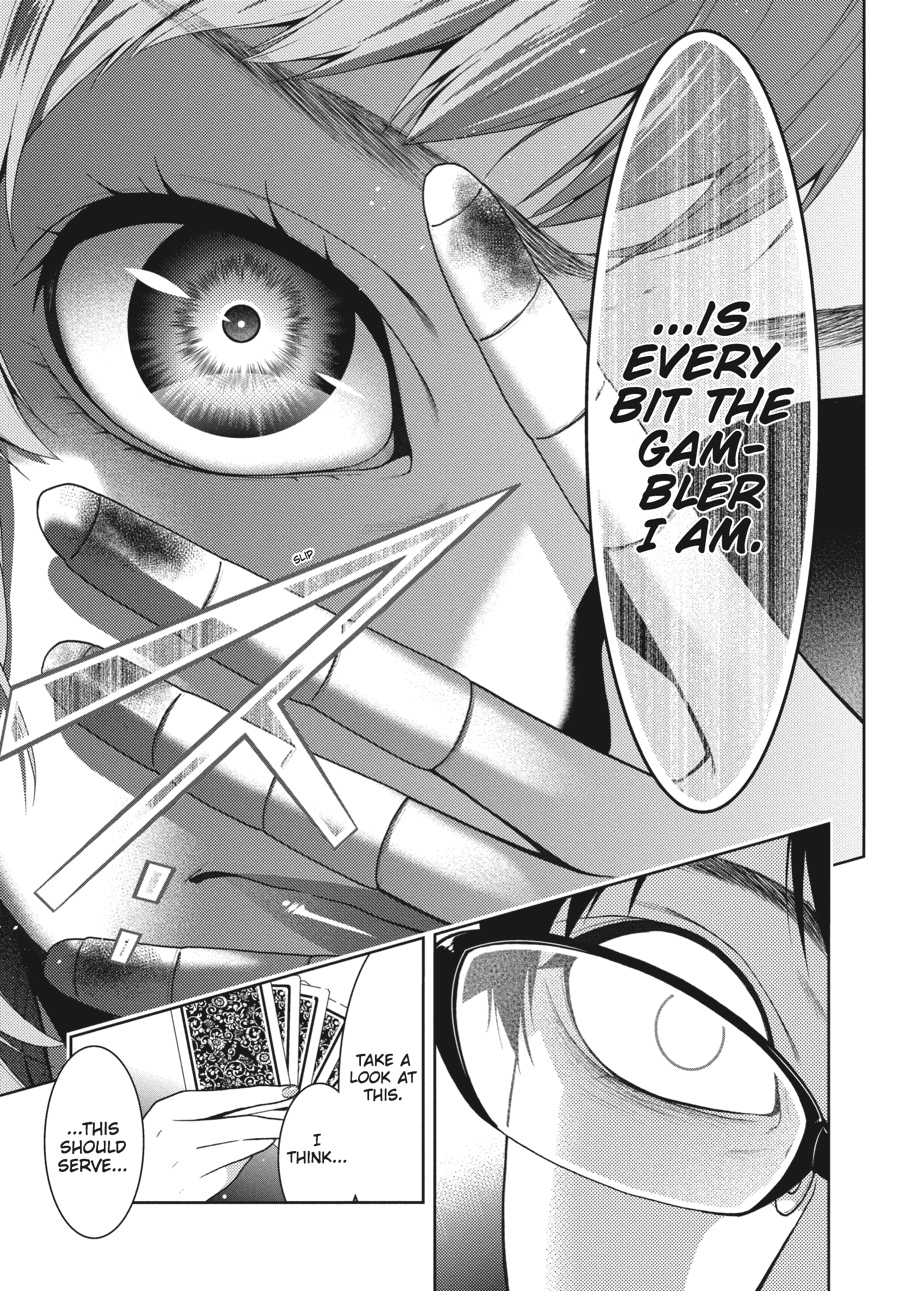 ...IS
EVERY
BIT THE
GAM-
BLER
I AM.
SLIP
TAKE A
LOOK AT
THIS.
I
THINK...
...THIS
SHOULD
SERVE...